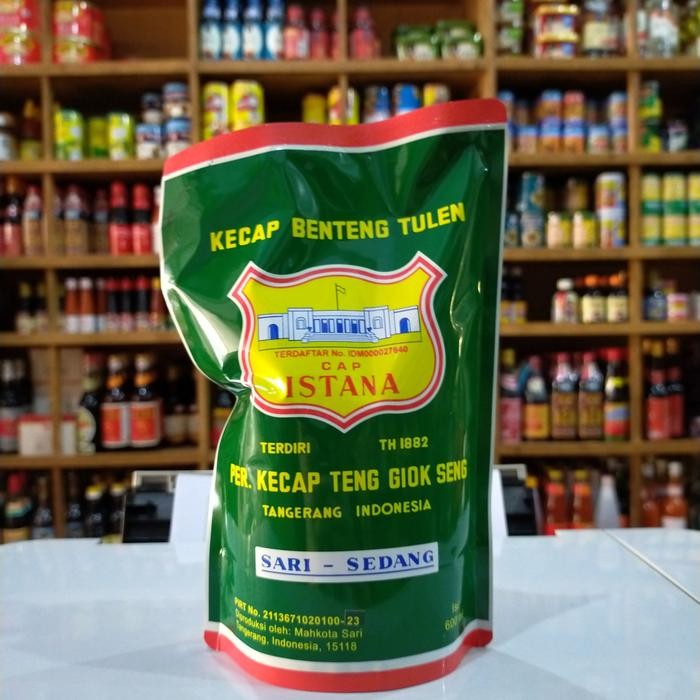 KECAP BENTENG TULEN
TERDAFTAR No. IDM000027640
CAP
ISTANA
TERDIRI TH 1882
PER. KECAP TENG GIOK SENG
TANGERANG INDONESIA
SARI - SEDANG
PIRT No. 2113671020100-23
Diproduksi oleh: Mahkota Sari
Tangerang, Indonesia, 15118
Isi